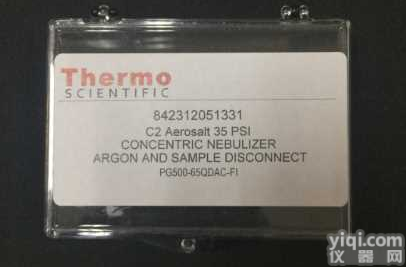 Thermo
SCIENTIFIC
842312051331
C2 Aerosalt 35 PSI
CONCENTRIC NEBULIZER
ARGON AND SAMPLE DISCONNECT
PG500-65QDAC-FI
yiqi.com
仪器网